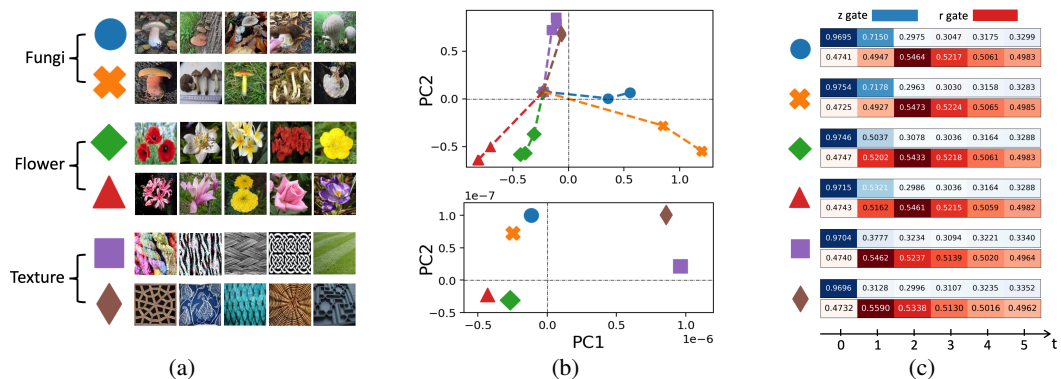 Fungi
Flower
Texture
(a)
PC2
0.5
0.0
−0.5
−0.5 0.0 0.5 1.0
1e−7
PC2
1.0
0.5
0.0
−0.5
−0.5 0.0 0.5 1.0
PC1 1e−6
(b)
z gate r gate
0.9695 0.7150 0.2975 0.3047 0.3175 0.3299
0.4741 0.4947 0.5464 0.5217 0.5061 0.4983
0.9754 0.7178 0.2963 0.3030 0.3158 0.3283
0.4725 0.4927 0.5473 0.5224 0.5065 0.4985
0.9746 0.5037 0.3078 0.3036 0.3164 0.3288
0.4747 0.5202 0.5433 0.5218 0.5061 0.4983
0.9715 0.5321 0.2986 0.3036 0.3164 0.3288
0.4743 0.5162 0.5461 0.5215 0.5059 0.4982
0.9704 0.3777 0.3234 0.3094 0.3221 0.3340
0.4740 0.5462 0.5237 0.5139 0.5020 0.4964
0.9696 0.3128 0.2996 0.3107 0.3235 0.3352
0.4732 0.5590 0.5338 0.5130 0.5016 0.4962
0 1 2 3 4 5 t
(c)